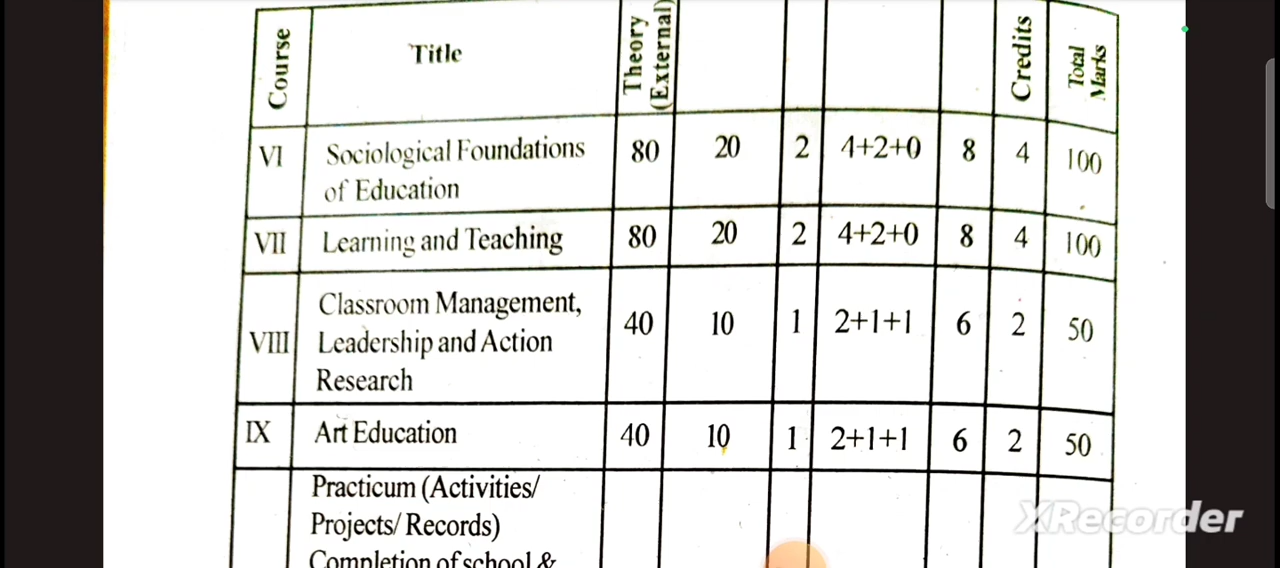 Course Title Theory (External) Credits Total Marks
VI Sociological Foundations of Education 80 20 2 4+2+0 8 4 100
VII Learning and Teaching 80 20 2 4+2+0 8 4 100
VIII Classroom Management, Leadership and Action Research 40 10 1 2+1+1 6 2 50
IX Art Education 40 10 1 2+1+1 6 2 50
Practicum (Activities/
Projects/ Records)
Completion of school &
XRecorder